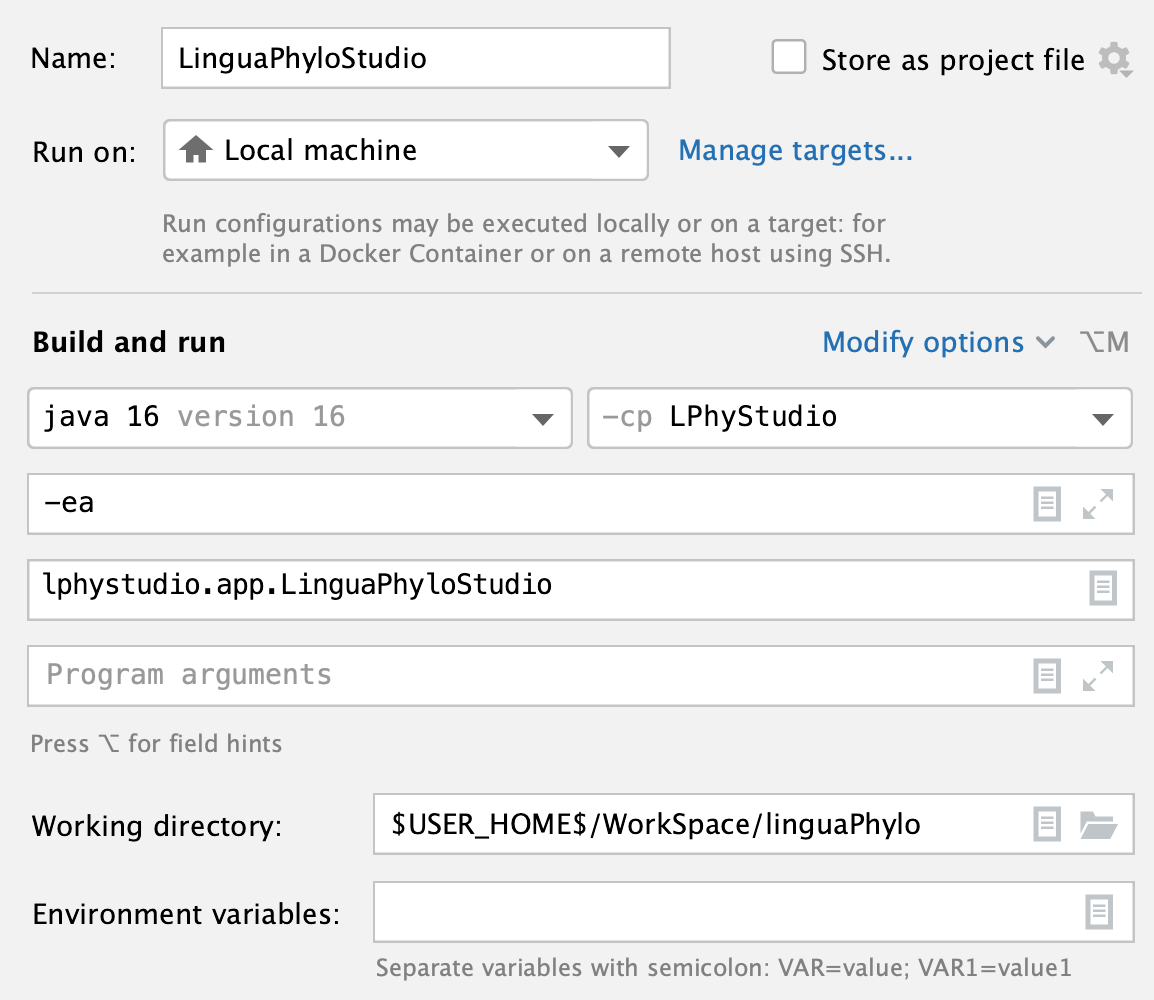 Name: LinguaPhyloStudio Store as project file
Run on: Local machine Manage targets...
Run configurations may be executed locally or on a target: for
example in a Docker Container or on a remote host using SSH.
Build and run Modify options ⌥M
java 16 version 16 -cp LPhyStudio
-ea
lphystudio.app.LinguaPhyloStudio
Program arguments
Press ⌥ for field hints
Working directory: $USER_HOME$/WorkSpace/linguaPhylo
Environment variables:
Separate variables with semicolon: VAR=value; VAR1=value1